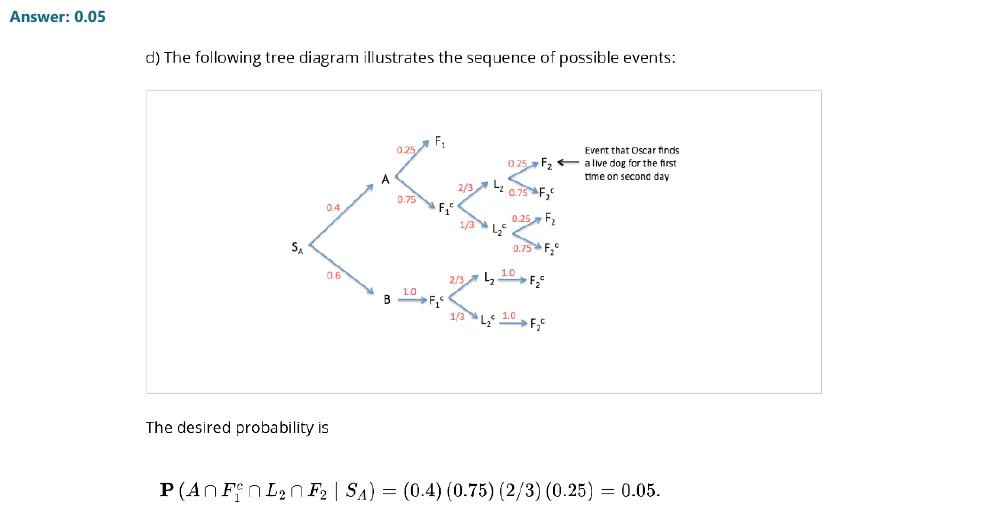 Answer: 0.05
d) The following tree diagram illustrates the sequence of possible events:
0.25 F₁
Event that Oscar finds
0.25 F₂ a live dog for the first
time on second day
A
2/3 L₂ 0.75 F₂ᶜ
0.75 F₁ᶜ
0.4
1/3 L₂ᶜ 0.25 F₂
S_A
0.75 F₂ᶜ
0.6
2/3 L₂ 1.0 F₂ᶜ
B 1.0 F₁ᶜ
1/3 L₂ᶜ 1.0 F₂ᶜ
The desired probability is
P (A ∩ F₁ᶜ ∩ L₂ ∩ F₂ | S_A) = (0.4) (0.75) (2/3) (0.25) = 0.05.